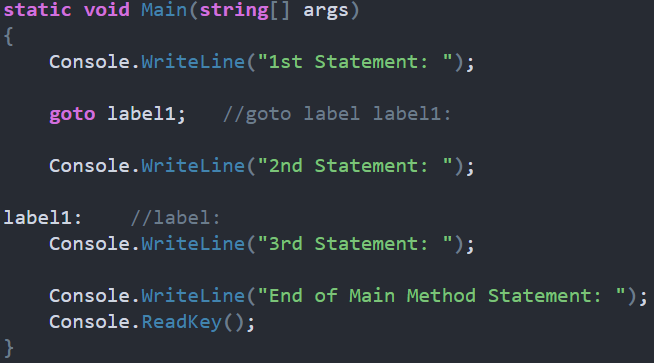 static void Main(string[] args)
{
    Console.WriteLine("1st Statement: ");
    goto label1;   //goto label label1:
    Console.WriteLine("2nd Statement: ");
label1:    //label:
    Console.WriteLine("3rd Statement: ");
    Console.WriteLine("End of Main Method Statement: ");
    Console.ReadKey();
}